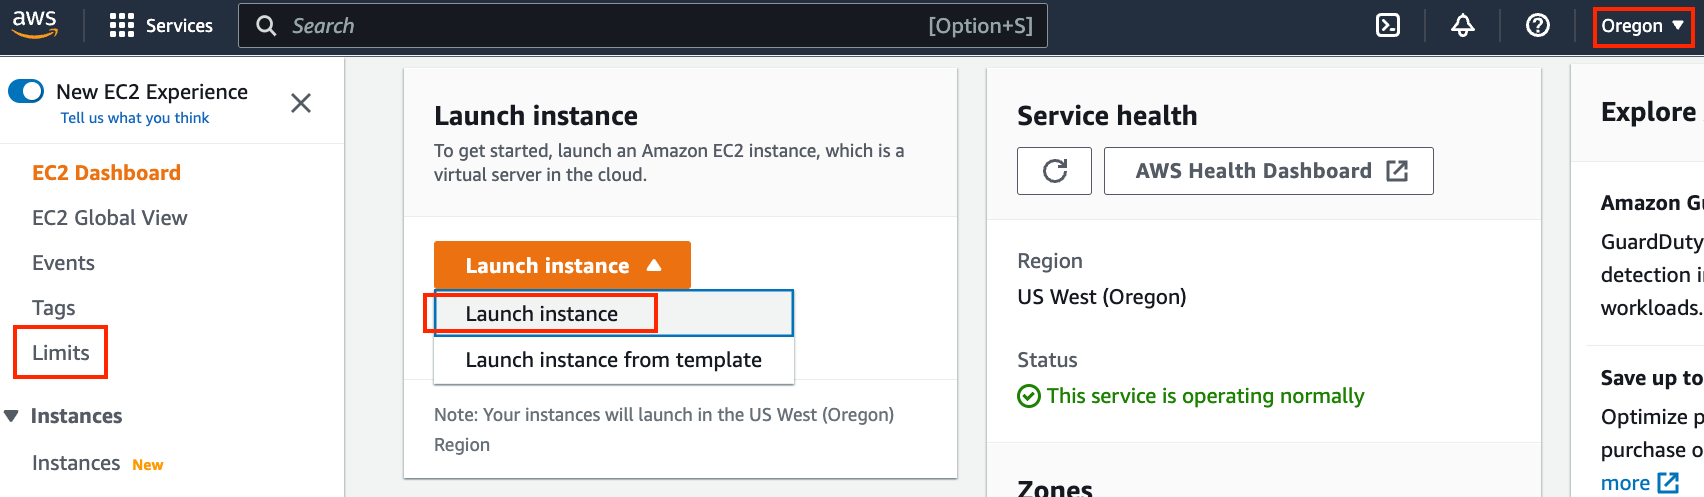 aws
Services
Search
[Option+S]
Oregon
New EC2 Experience
Tell us what you think
EC2 Dashboard
EC2 Global View
Events
Tags
Limits
Instances
Instances New
Launch instance
To get started, launch an Amazon EC2 instance, which is a
virtual server in the cloud.
Launch instance
Launch instance
Launch instance from template
Note: Your instances will launch in the US West (Oregon)
Region
Service health
AWS Health Dashboard
Region
US West (Oregon)
Status
This service is operating normally
Zones
Explore
Amazon
GuardDuty
detection
workloads.
Save up to
Optimize
purchase
more